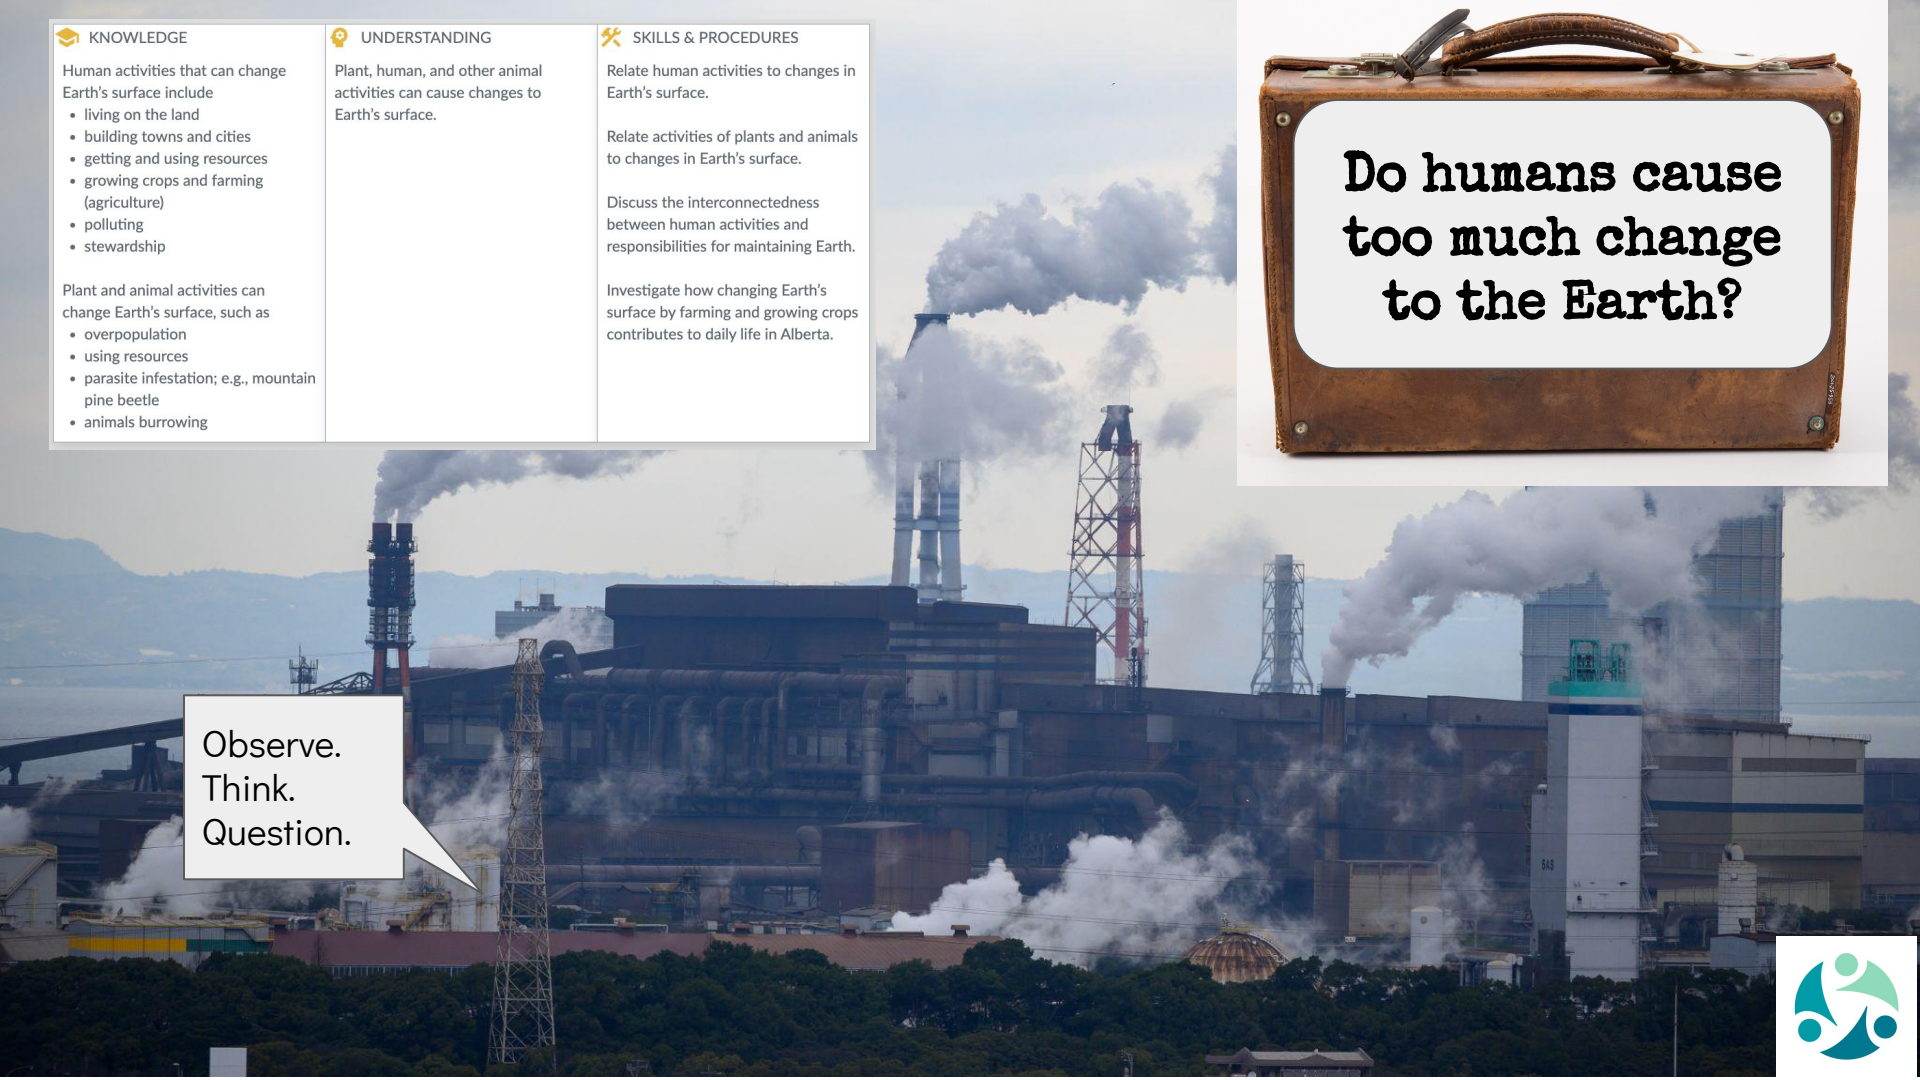 KNOWLEDGE
Human activities that can change
Earth's surface include
• living on the land
• building towns and cities
• getting and using resources
• growing crops and farming
(agriculture)
• polluting
• stewardship
Plant and animal activities can
change Earth's surface, such as
• overpopulation
• using resources
• parasite infestation; e.g., mountain
pine beetle
• animals burrowing
UNDERSTANDING
Plant, human, and other animal
activities can cause changes to
Earth's surface.
SKILLS & PROCEDURES
Relate human activities to changes in
Earth's surface.
Relate activities of plants and animals
to changes in Earth's surface.
Discuss the interconnectedness
between human activities and
responsibilities for maintaining Earth.
Investigate how changing Earth's
surface by farming and growing crops
contributes to daily life in Alberta.
Do humans cause
too much change
to the Earth?
Observe.
Think.
Question.
GAS